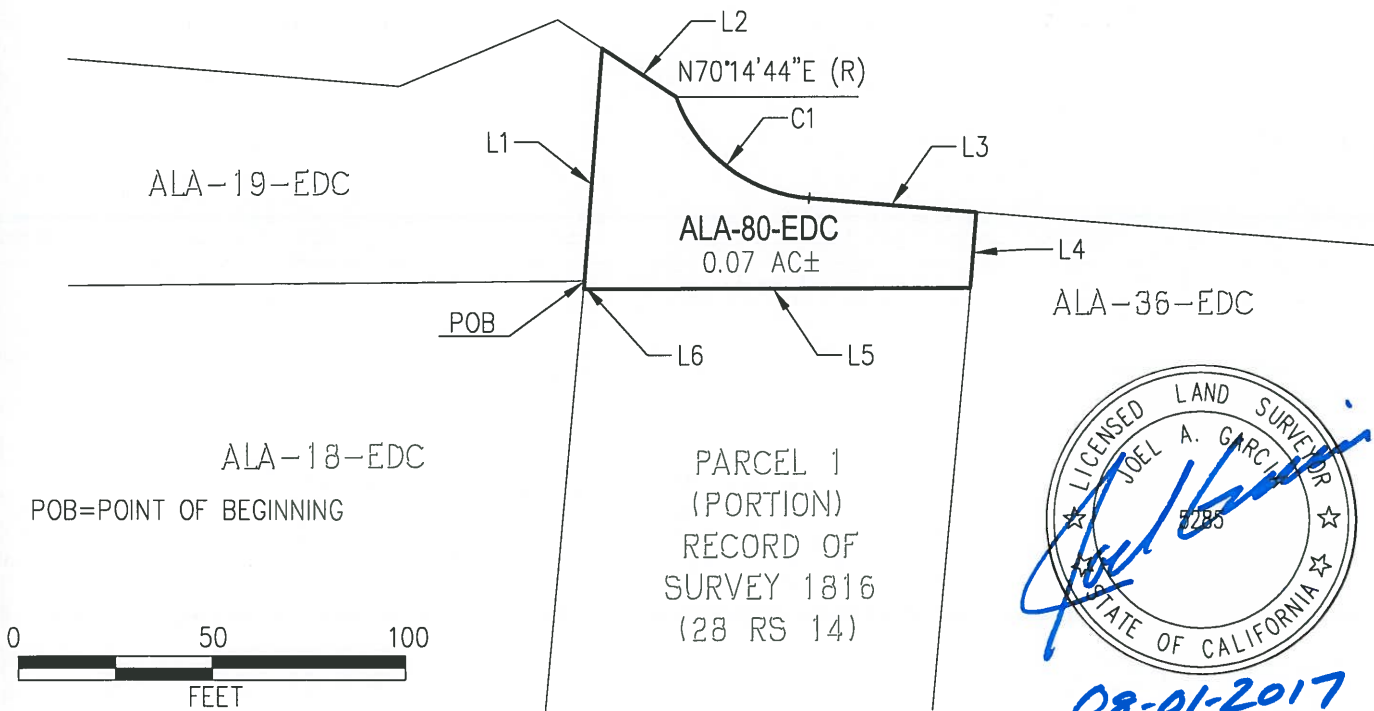 L2
N70°14'44"E (R)
C1
L1
L3
ALA-19-EDC
ALA-80-EDC
0.07 AC±
L4
ALA-36-EDC
POB
L6
L5
ALA-18-EDC
POB=POINT OF BEGINNING
PARCEL 1
(PORTION)
RECORD OF
SURVEY 1816
(28 RS 14)
0 50 100
FEET
LICENSED LAND SURVEYOR
JOEL A. GARCIA
5285
STATE OF CALIFORNIA
08-01-2017